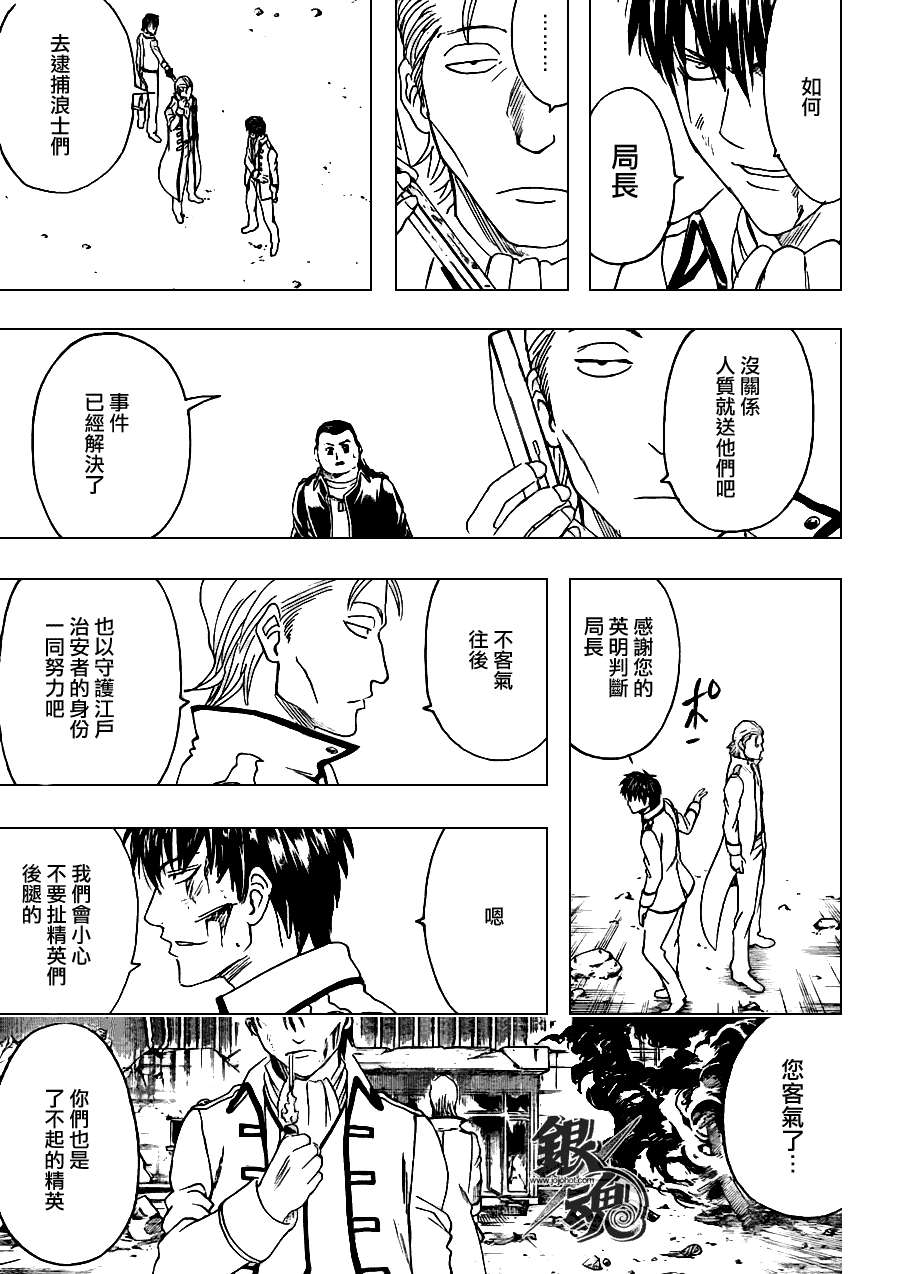 如何
局長
………
去逮捕浪士們
沒關係
人質就送他們吧
事件
已經解決了
感謝您的
英明判斷
局長
ポ
不客氣
往後
也以守護江戶
治安者的身份
一同努力吧
嗯
我們會小心
不要扯精英們
後腿的
您客氣了…
你們也是
了不起的精英
銀魂
www.jojohot.com